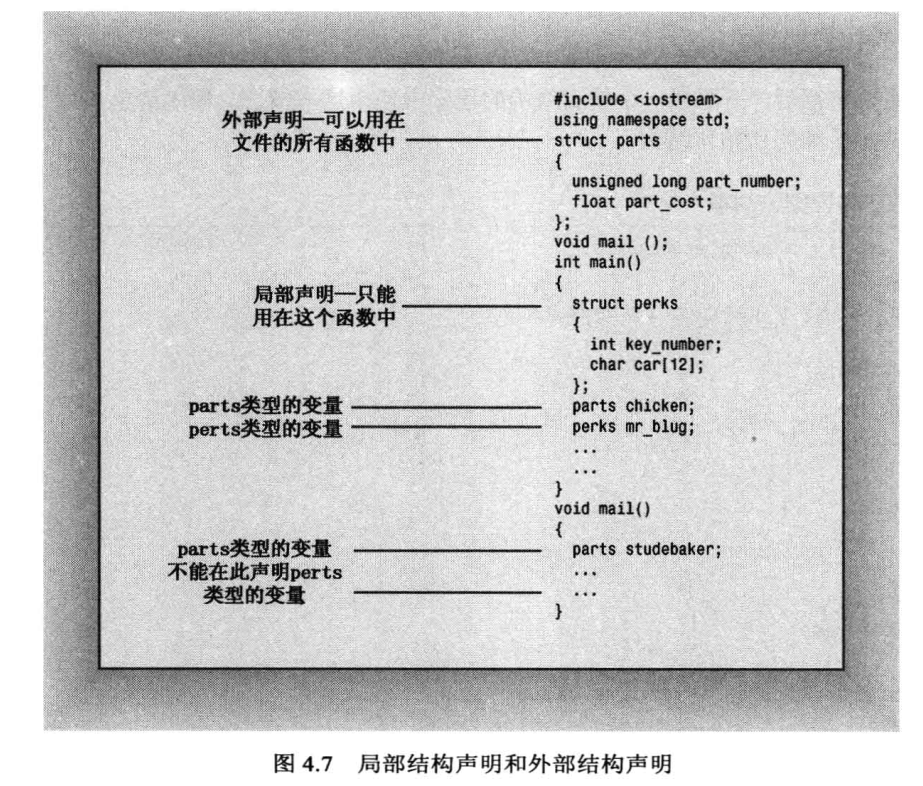 外部声明—可以用在
文件的所有函数中
局部声明—只能
用在这个函数中
parts类型的变量
perts类型的变量
parts类型的变量
不能在此声明perts
类型的变量
#include <iostream>
using namespace std;
struct parts
{
unsigned long part_number;
float part_cost;
};
void mail ();
int main()
{
struct perks
{
int key_number;
char car[12];
};
parts chicken;
perks mr_blug;
...
...
}
void mail()
{
parts studebaker;
...
...
}
图 4.7 局部结构声明和外部结构声明